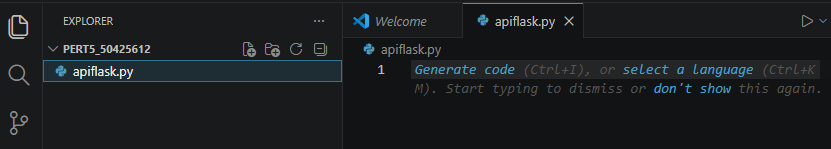 EXPLORER
PERT5_50425612
apiflask.py
Welcome
apiflask.py
apiflask.py
1
Generate code (Ctrl+I), or select a language (Ctrl+K
M). Start typing to dismiss or don't show this again.